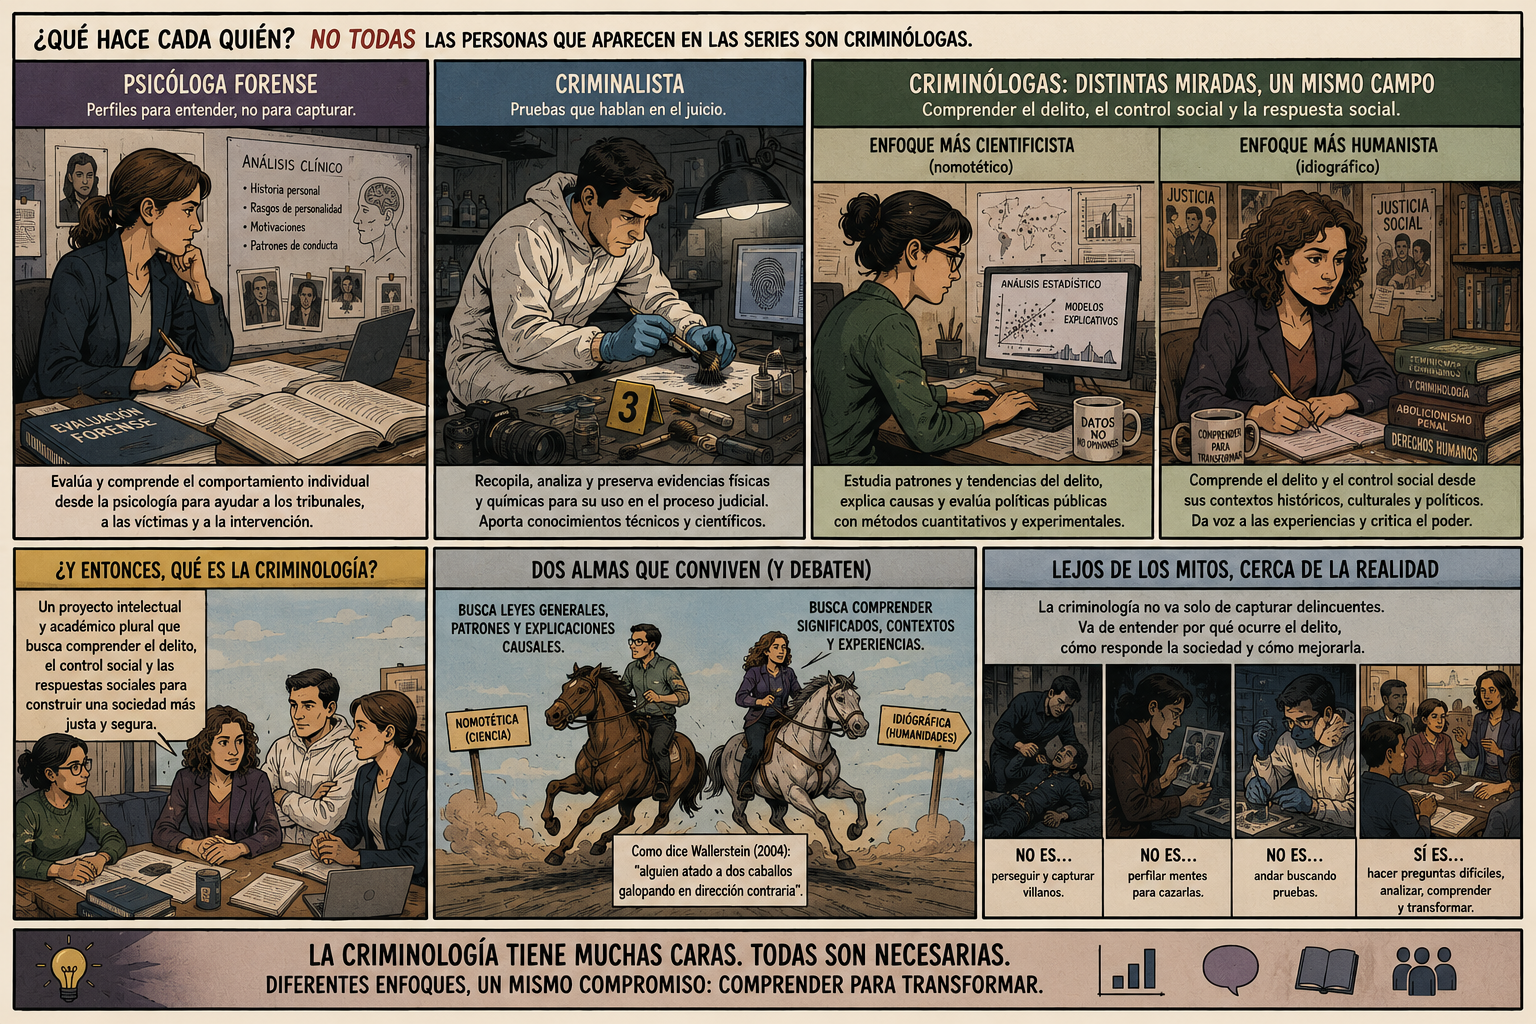 ¿QUÉ HACE CADA QUIÉN? NO TODAS LAS PERSONAS QUE APARECEN EN LAS SERIES SON CRIMINÓLOGAS.
PSICÓLOGA FORENSE
Perfiles para entender, no para capturar.
ANÁLISIS CLÍNICO
• Historia personal
• Rasgos de personalidad
• Motivaciones
• Patrones de conducta
EVALUACIÓN
FORENSE
Evalúa y comprende el comportamiento individual
desde la psicología para ayudar a los tribunales,
a las víctimas y a la intervención.
CRIMINALISTA
Pruebas que hablan en el juicio.
3
Recopila, analiza y preserva evidencias físicas
y químicas para su uso en el proceso judicial.
Aporta conocimientos técnicos y científicos.
CRIMINÓLOGAS: DISTINTAS MIRADAS, UN MISMO CAMPO
Comprender el delito, el control social y la respuesta social.
ENFOQUE MÁS CIENTIFICISTA
(nomotético)
ANÁLISIS ESTADÍSTICO
MODELOS
EXPLICATIVOS
DATOS
NO
Estudia patrones y tendencias del delito,
explica causas y evalúa políticas públicas
con métodos cuantitativos y experimentales.
ENFOQUE MÁS HUMANISTA
(idiográfico)
JUSTICIA
JUSTICIA
SOCIAL
Y CRIMINOLOGÍA
ABOLICIONISMO
PENAL
DERECHOS HUMANOS
COMPRENDER
PARA
TRANSFORMAR
Comprende el delito y el control social desde
sus contextos históricos, culturales y políticos.
Da voz a las experiencias y critica el poder.
¿Y ENTONCES, QUÉ ES LA CRIMINOLOGÍA?
Un proyecto intelectual
y académico plural que
busca comprender el delito,
el control social y las
respuestas sociales para
construir una sociedad más
justa y segura.
DOS ALMAS QUE CONVIVEN (Y DEBATEN)
BUSCA LEYES GENERALES,
PATRONES Y EXPLICACIONES
CAUSALES.
BUSCA COMPRENDER
SIGNIFICADOS, CONTEXTOS
Y EXPERIENCIAS.
NOMOTÉTICA
(CIENCIA)
IDIÓGRÁFICA
(HUMANIDADES)
Como dice Wallerstein (2004):
"alguien atado a dos caballos
galopando en dirección contraria".
LEJOS DE LOS MITOS, CERCA DE LA REALIDAD
La criminología no va solo de capturar delincuentes.
Va de entender por qué ocurre el delito,
cómo responde la sociedad y cómo mejorarla.
NO ES...
perseguir y capturar
villanos.
NO ES...
perfilar mentes
para cazarlas.
NO ES...
andar buscando
pruebas.
SÍ ES...
hacer preguntas difíciles,
analizar, comprender
y transformar.
LA CRIMINOLOGÍA TIENE MUCHAS CARAS. TODAS SON NECESARIAS.
DIFERENTES ENFOQUES, UN MISMO COMPROMISO: COMPRENDER PARA TRANSFORMAR.